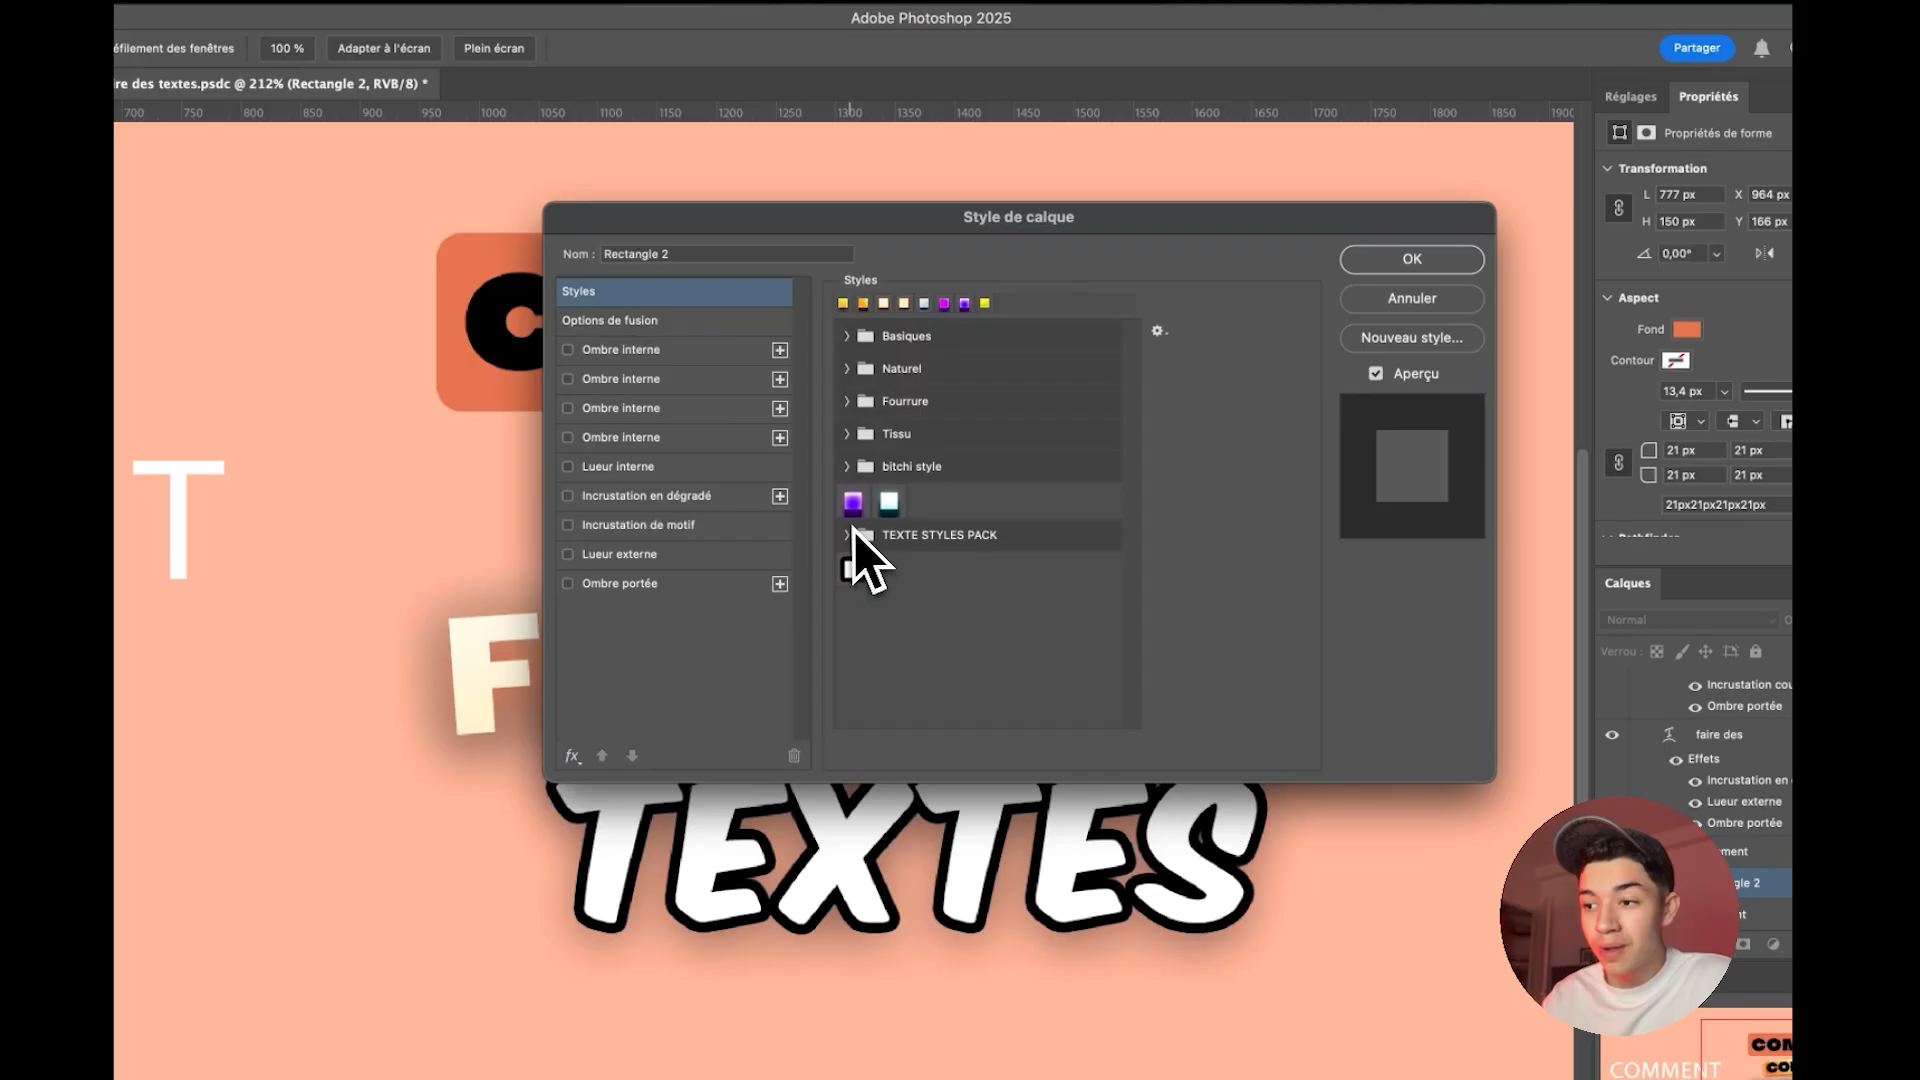 Adobe Photoshop 2025
éfilement des fenêtres
100 %
Adapter à l'écran
Plein écran
Partager
ire des textes.psdc @ 212% (Rectangle 2, RVB/8) *
700 750 800 850 900 950 1000 1050 1100 1150 1200 1250 1300 1350 1400 1450 1500 1550 1600 1650 1700 1750 1800 1850 1900
Réglages
Propriétés
Propriétés de forme
Transformation
L 777 px X 964 px
H 150 px Y 166 px
0,00°
Aspect
Fond
Contour
13,4 px
21 px 21 px
21 px 21 px
21px21px21px21px
Style de calque
Nom : Rectangle 2
Styles
Options de fusion
Ombre interne
Ombre interne
Ombre interne
Ombre interne
Lueur interne
Incrustation en dégradé
Incrustation de motif
Lueur externe
Ombre portée
fx
Styles
Basiques
Naturel
Fourrure
Tissu
bitchi style
TEXTE STYLES PACK
OK
Annuler
Nouveau style...
Aperçu
C
T
F
TEXTES
Calques
Normal
Verrou :
Incrustation cou
Ombre portée
faire des
Effets
Incrustation en
Lueur externe
Ombre portée
ment
gle 2
nt
COM
COMMENT
CO